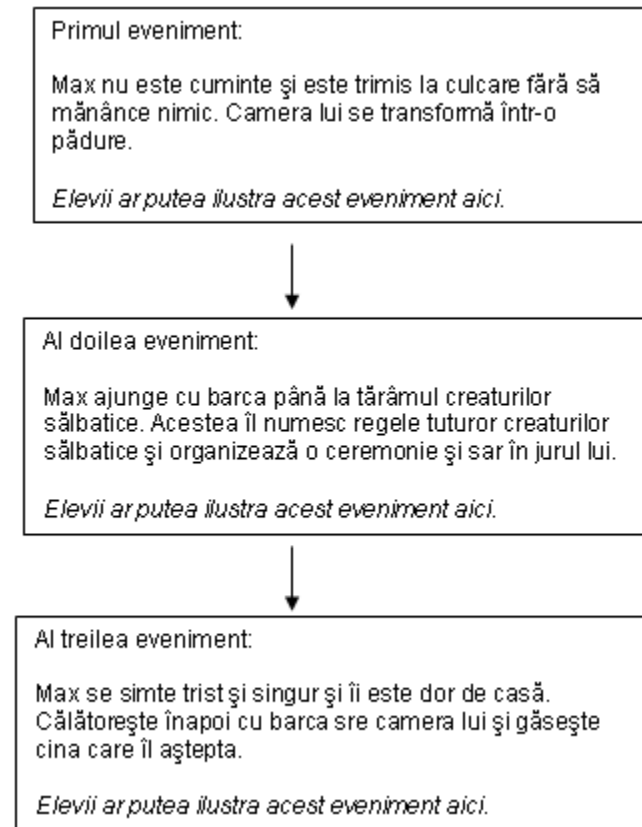 Primul eveniment:
Max nu este cuminte şi este trimis la culcare fără să
mănânce nimic. Camera lui se transformă într-o
pădure.
Elevii ar putea ilustra acest eveniment aici.
Al doilea eveniment:
Max ajunge cu barca până la tărâmul creaturilor
sălbatice. Acestea îl numesc regele tuturor creaturilor
sălbatice şi organizează o ceremonie şi sar în jurul lui.
Elevii ar putea ilustra acest eveniment aici.
Al treilea eveniment:
Max se simte trist şi singur şi îi este dor de casă.
Călătoreşte înapoi cu barca sre camera lui şi găseşte
cina care îl aştepta.
Elevii ar putea ilustra acest eveniment aici.